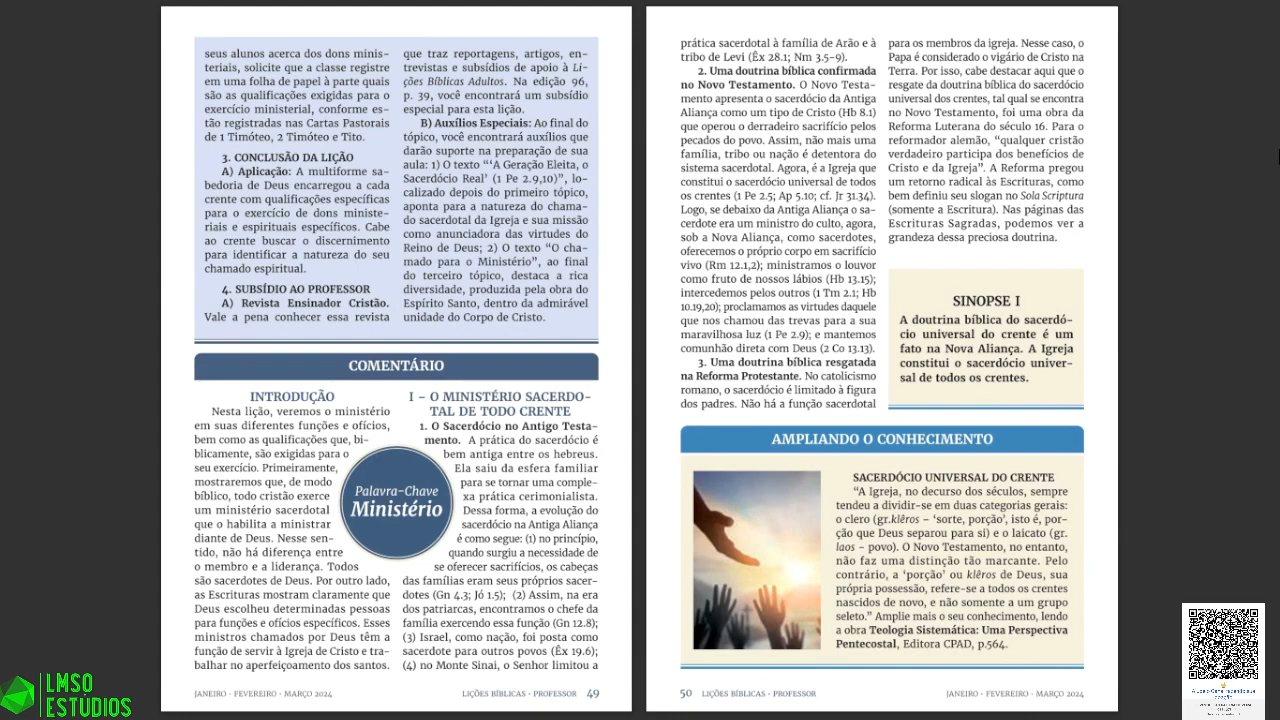 seus alunos acerca dos dons minis-
teriais, solicite que a classe registre
em uma folha de papel à parte quais
são as qualificações exigidas para o
exercício ministerial, conforme es-
tão registradas nas Cartas Pastorais
de 1 Timóteo, 2 Timóteo e Tito.
3. CONCLUSÃO DA LIÇÃO
A) Aplicação: A multiforme sa-
bedoria de Deus encarregou a cada
crente com qualificações específicas
para o exercício de dons ministe-
riais e espirituais específicos. Cabe
ao crente buscar o discernimento
para identificar a natureza do seu
chamado espiritual.
4. SUBSÍDIO AO PROFESSOR
A) Revista Ensinador Cristão.
Vale a pena conhecer essa revista
que traz reportagens, artigos, en-
trevistas e subsídios de apoio à Li-
ções Bíblicas Adultos. Na edição 96,
p. 39, você encontrará um subsídio
especial para esta lição.
B) Auxílios Especiais: Ao final do
tópico, você encontrará auxílios que
darão suporte na preparação de sua
aula: 1) O texto "'A Geração Eleita, o
Sacerdócio Real' (1 Pe 2.9,10)", lo-
calizado depois do primeiro tópico,
aponta para a natureza do chama-
do sacerdotal da Igreja e sua missão
como anunciadora das virtudes do
Reino de Deus; 2) O texto "O cha-
mado para o Ministério", ao final
do terceiro tópico, destaca a rica
diversidade, produzida pela obra do
Espírito Santo, dentro da admirável
unidade do Corpo de Cristo.
COMENTÁRIO
INTRODUÇÃO
Nesta lição, veremos o ministério
em suas diferentes funções e ofícios,
bem como as qualificações que, bi-
blicamente, são exigidas para o
seu exercício. Primeiramente,
mostraremos que, de modo
bíblico, todo cristão exerce
um ministério sacerdotal
que o habilita a ministrar
diante de Deus. Nesse sen-
tido, não há diferença entre
o membro e a liderança. Todos
são sacerdotes de Deus. Por outro lado,
as Escrituras mostram claramente que
Deus escolheu determinadas pessoas
para funções e ofícios específicos. Esses
ministros chamados por Deus têm a
função de servir à Igreja de Cristo e tra-
balhar no aperfeiçoamento dos santos.
Palavra-Chave
Ministério
I – O MINISTÉRIO SACERDO-
TAL DE TODO CRENTE
1. O Sacerdócio no Antigo Testa-
mento. A prática do sacerdócio é
bem antiga entre os hebreus.
Ela saiu da esfera familiar
para se tornar uma comple-
xa prática cerimonialista.
Dessa forma, a evolução do
sacerdócio na Antiga Aliança
é como segue: (1) no princípio,
quando surgiu a necessidade de
se oferecer sacrifícios, os cabeças
das famílias eram seus próprios sacer-
dotes (Gn 4.3; Jó 1.5); (2) Assim, na era
dos patriarcas, encontramos o chefe da
família exercendo essa função (Gn 12.8);
(3) Israel, como nação, foi posta como
sacerdote para outros povos (Êx 19.6);
(4) no Monte Sinai, o Senhor limitou a
JANEIRO · FEVEREIRO · MARÇO 2024
LIÇÕES BÍBLICAS · PROFESSOR 49
LMSO
ESTÚDIOS
prática sacerdotal à família de Arão e à
tribo de Levi (Êx 28.1; Nm 3.5-9).
2. Uma doutrina bíblica confirmada
no Novo Testamento. O Novo Testa-
mento apresenta o sacerdócio da Antiga
Aliança como um tipo de Cristo (Hb 8.1)
que operou o derradeiro sacrifício pelos
pecados do povo. Assim, não mais uma
família, tribo ou nação é detentora do
sistema sacerdotal. Agora, é a Igreja que
constitui o sacerdócio universal de todos
os crentes (1 Pe 2.5; Ap 5.10; cf. Jr 31.34).
Logo, se debaixo da Antiga Aliança o sa-
cerdote era um ministro do culto, agora,
sob a Nova Aliança, como sacerdotes,
oferecemos o próprio corpo em sacrifício
vivo (Rm 12.1,2); ministramos o louvor
como fruto de nossos lábios (Hb 13.15);
intercedemos pelos outros (1 Tm 2.1; Hb
10.19,20); proclamamos as virtudes daquele
que nos chamou das trevas para a sua
maravilhosa luz (1 Pe 2.9); e mantemos
comunhão direta com Deus (2 Co 13.13).
3. Uma doutrina bíblica resgatada
na Reforma Protestante. No catolicismo
romano, o sacerdócio é limitado à figura
dos padres. Não há a função sacerdotal
para os membros da igreja. Nesse caso, o
Papa é considerado o vigário de Cristo na
Terra. Por isso, cabe destacar aqui que o
resgate da doutrina bíblica do sacerdócio
universal dos crentes, tal qual se encontra
no Novo Testamento, foi uma obra da
Reforma Luterana do século 16. Para o
reformador alemão, "qualquer cristão
verdadeiro participa dos benefícios de
Cristo e da Igreja". A Reforma pregou
um retorno radical às Escrituras, como
bem definiu seu slogan no Sola Scriptura
(somente a Escritura). Nas páginas das
Escrituras Sagradas, podemos ver a
grandeza dessa preciosa doutrina.
SINOPSE I
A doutrina bíblica do sacerdó-
cio universal do crente é um
fato na Nova Aliança. A Igreja
constitui o sacerdócio univer-
sal de todos os crentes.
AMPLIANDO O CONHECIMENTO
SACERDÓCIO UNIVERSAL DO CRENTE
"A Igreja, no decurso dos séculos, sempre
tendeu a dividir-se em duas categorias gerais:
o clero (gr.klêros – 'sorte, porção', isto é, por-
ção que Deus separou para si) e o laicato (gr.
laos – povo). O Novo Testamento, no entanto,
não faz uma distinção tão marcante. Pelo
contrário, a 'porção' ou klêros de Deus, sua
própria possessão, refere-se a todos os crentes
nascidos de novo, e não somente a um grupo
seleto." Amplie mais o seu conhecimento, lendo
a obra Teologia Sistemática: Uma Perspectiva
Pentecostal, Editora CPAD, p.564.
50 LIÇÕES BÍBLICAS · PROFESSOR
JANEIRO · FEVEREIRO · MARÇO 2024